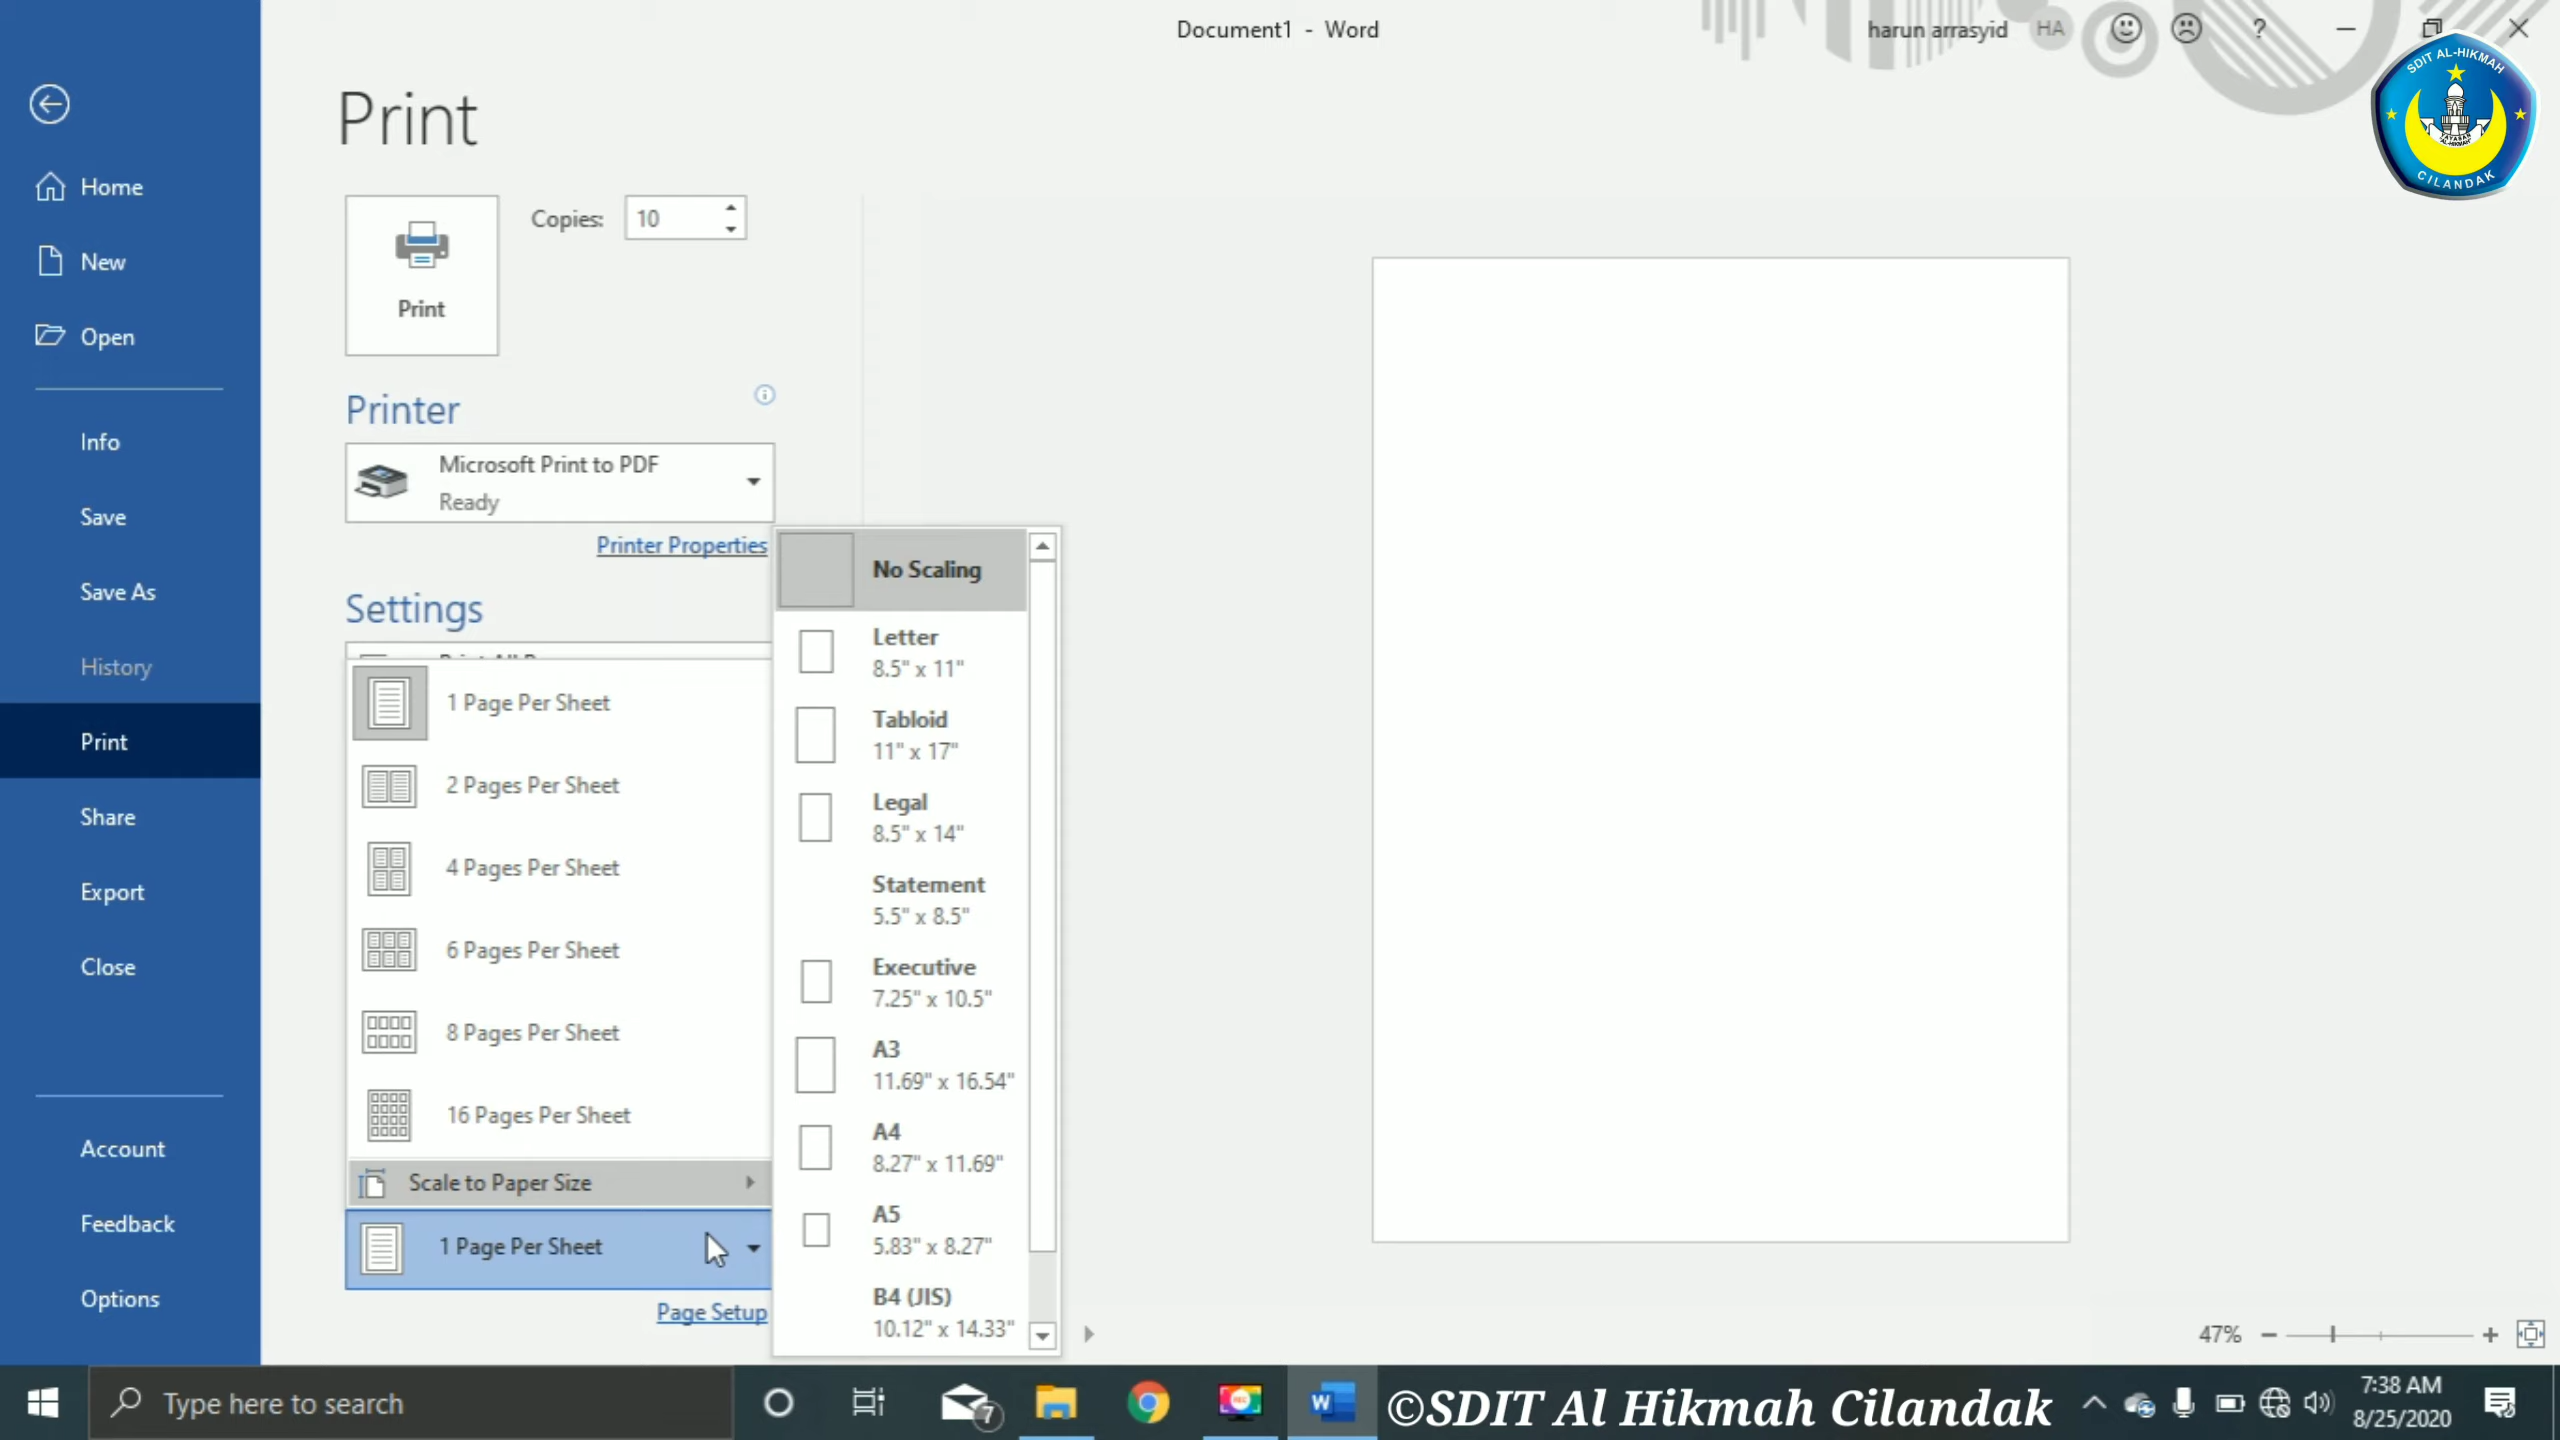 Document1 - Word
harun arrasyid HA
SDIT AL-HIKMAH
YAYASAN
AL-HIKMAH
CILANDAK
Home
New
Open
Info
Save
Save As
History
Print
Share
Export
Close
Account
Feedback
Options
Print
Print
Copies: 10
Printer
Microsoft Print to PDF
Ready
Printer Properties
Settings
1 Page Per Sheet
2 Pages Per Sheet
4 Pages Per Sheet
6 Pages Per Sheet
8 Pages Per Sheet
16 Pages Per Sheet
Scale to Paper Size
1 Page Per Sheet
Page Setup
No Scaling
Letter
8.5" x 11"
Tabloid
11" x 17"
Legal
8.5" x 14"
Statement
5.5" x 8.5"
Executive
7.25" x 10.5"
A3
11.69" x 16.54"
A4
8.27" x 11.69"
A5
5.83" x 8.27"
B4 (JIS)
10.12" x 14.33"
47%
Type here to search
7
©SDIT Al Hikmah Cilandak
7:38 AM
8/25/2020